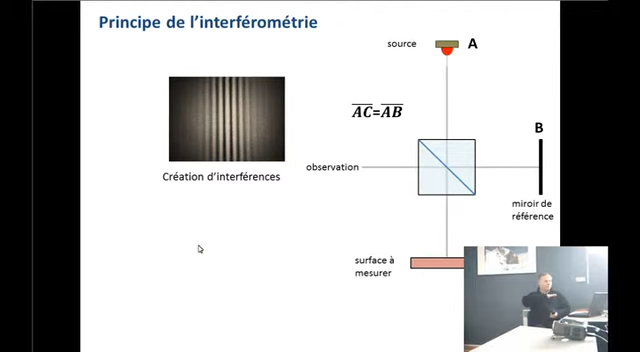 Principe de l'interférométrie
source
A
AC=AB
B
observation
Création d'interférences
miroir de
référence
surface à
mesurer